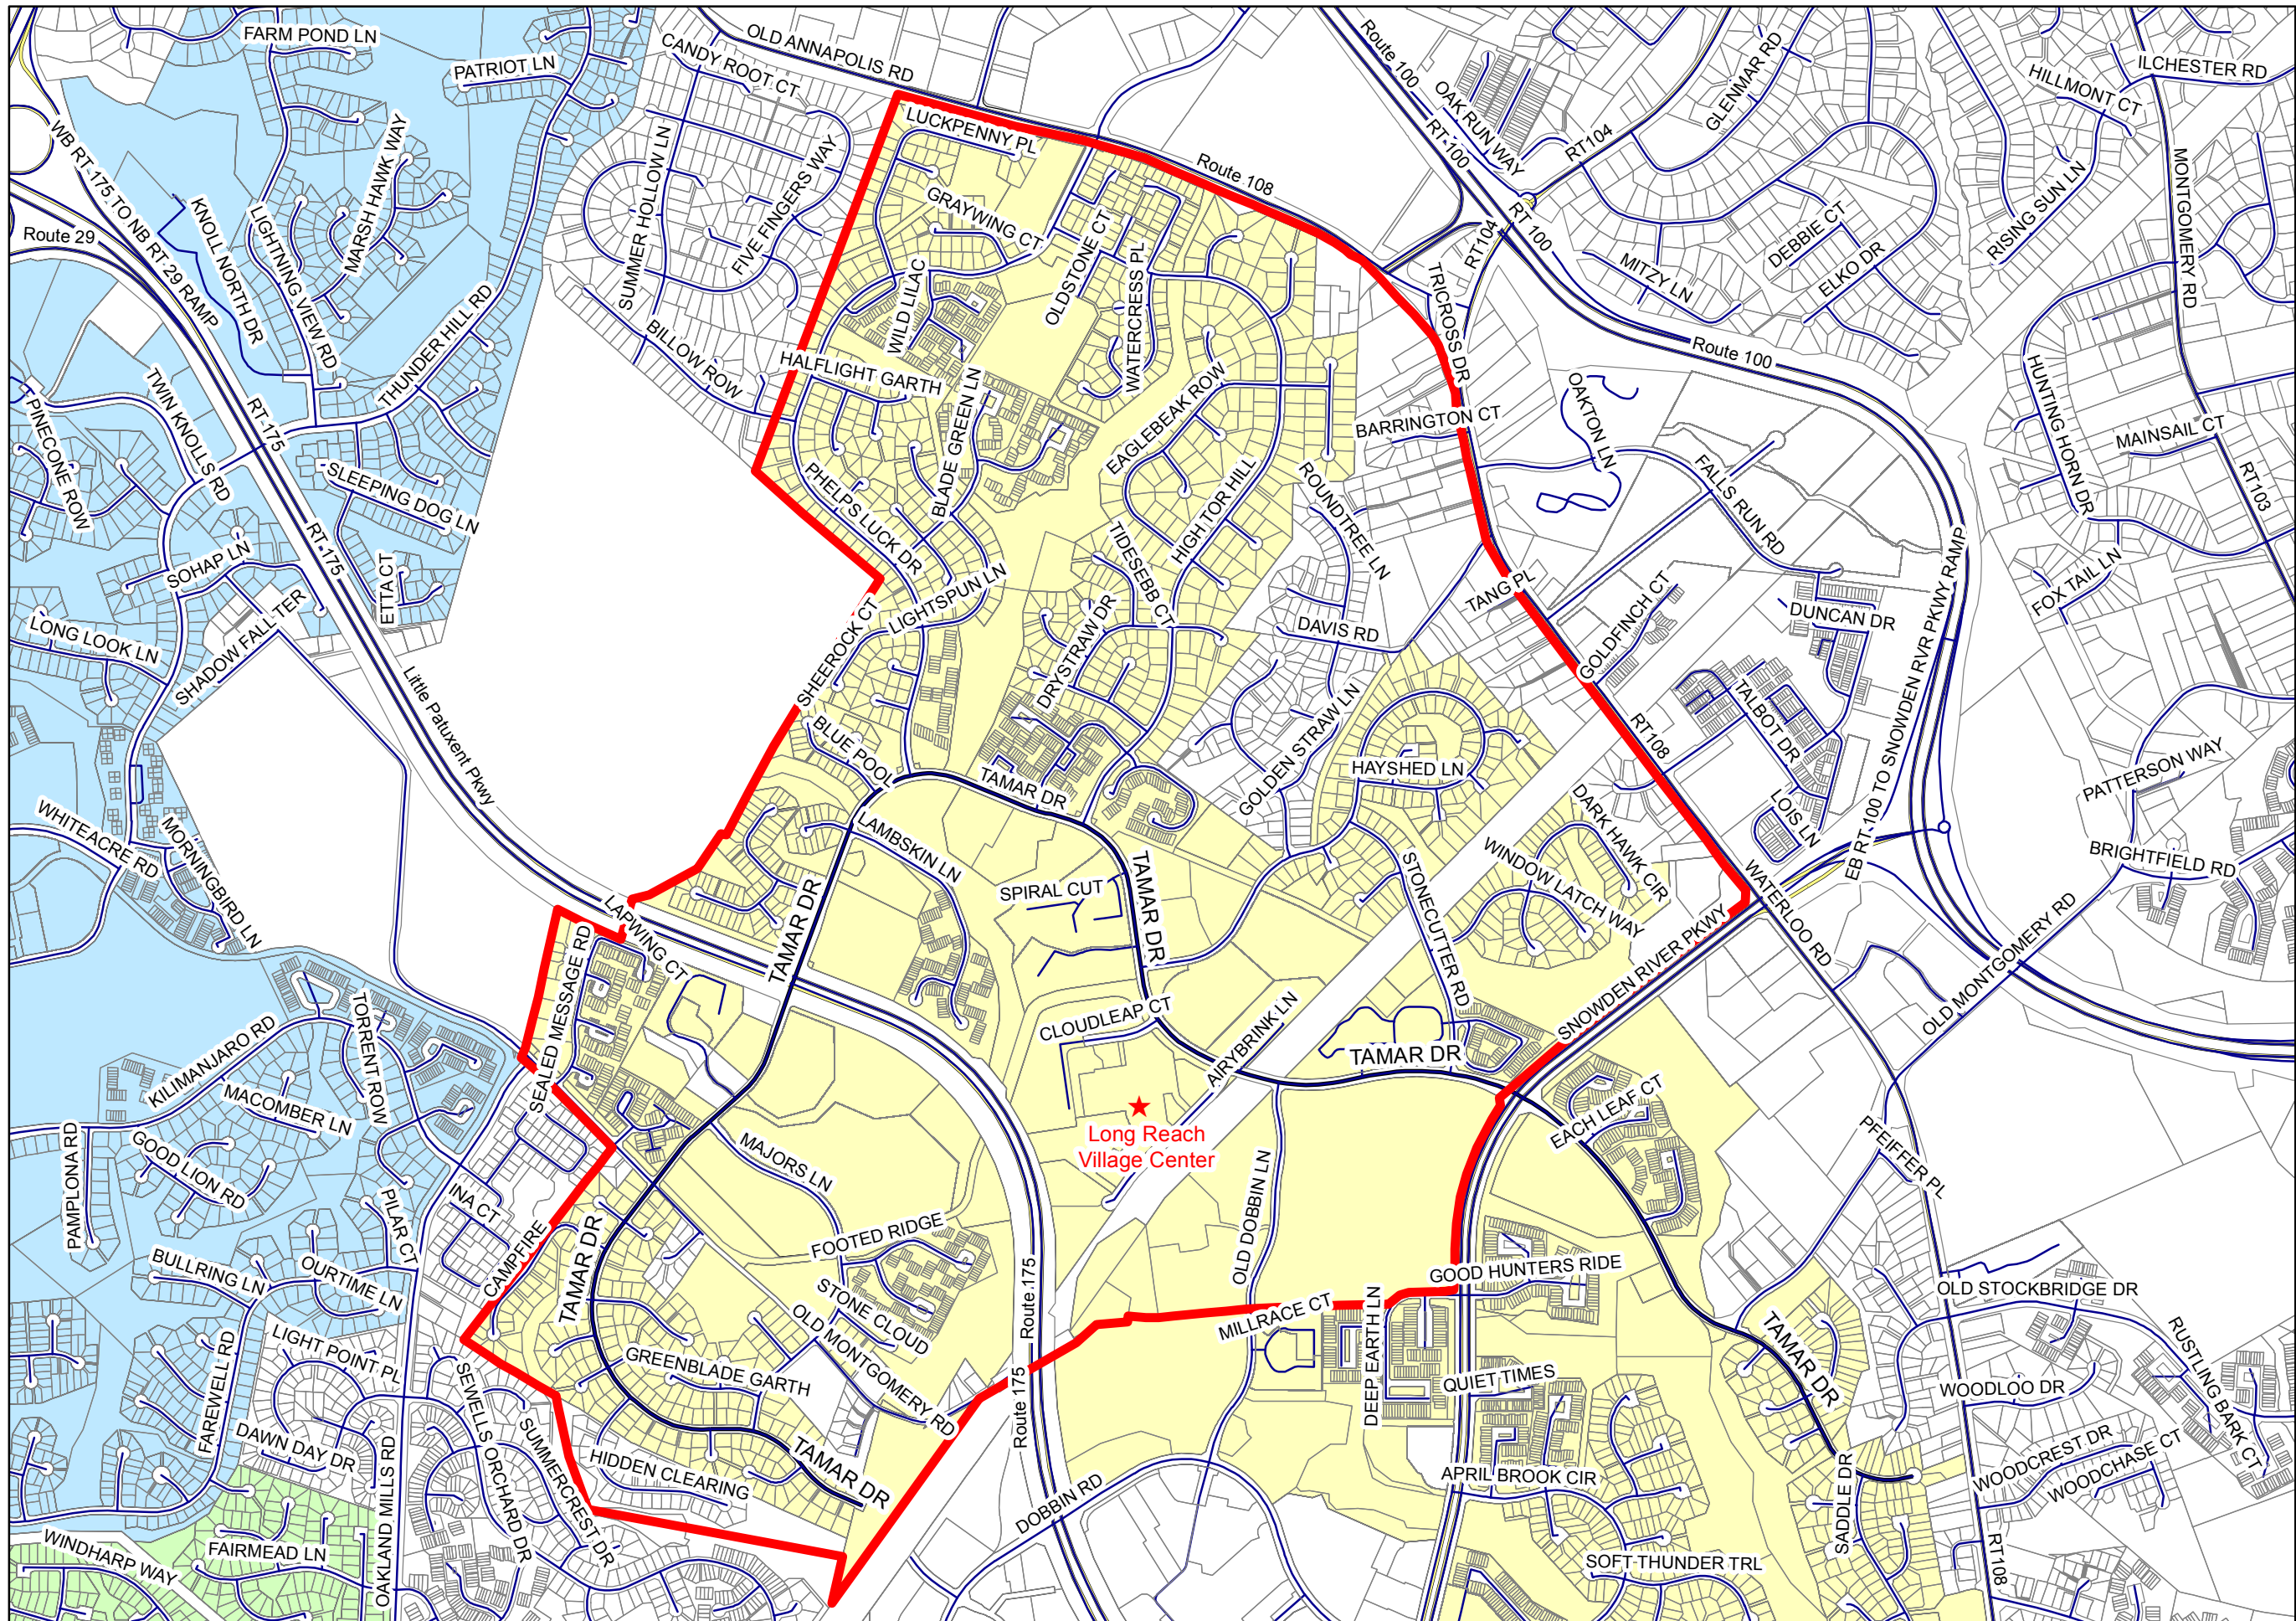 FARM POND LN
PATRIOT LN
CANDY ROOT CT
OLD ANNAPOLIS RD
Route 100
OAK RUN WAY
GLENMAR RD
HILLMONT CT
ILCHESTER RD
WB RT 175 TO NB RT 29 RAMP
MARSH HAWK WAY
LUCKPENNY PL
RT 100
RT104
MONTGOMERY RD
Route 29
KNOLL NORTH DR
LIGHTNING VIEW RD
SUMMER HOLLOW LN
FIVE FINGERS WAY
GRAYWING CT
Route 108
RISING SUN LN
OLDSTONE CT
WATERCRESS PL
RT104
RT 100
DEBBIE CT
ELKO DR
MITZY LN
TRICROSS DR
THUNDER HILL RD
BILLOW ROW
WILD LILAC
HALFLIGHT GARTH
Route 100
TWIN KNOLLS RD
RT 175
PINECONE ROW
BLADE GREEN LN
EAGLEBEAK ROW
BARRINGTON CT
OAKTON LN
HUNTING HORN DR
MAINSAIL CT
RT103
SLEEPING DOG LN
PHELPS LUCK DR
HIGH TOR HILL
ROUNDTREE LN
FALLS RUN RD
SOHAP LN
RT 175
ETTA CT
TIDESEBB CT
LIGHTSPUN LN
SHEEROCK CT
DRYSTRAW DR
DAVIS RD
TANG PL
GOLDFINCH CT
DUNCAN DR
FOX TAIL LN
LONG LOOK LN
SHADOW FALL TER
Little Patuxent Pkwy
BLUE POOL
TAMAR DR
GOLDEN STRAW LN
HAYSHED LN
RT108
TALBOT DR
EB RT 100 TO SNOWDEN RVR PKWY RAMP
PATTERSON WAY
WHITEACRE RD
MORNINGBIRD LN
LAMBSKIN LN
TAMAR DR
SPIRAL CUT
TAMAR DR
STONECUTTER RD
WINDOW LATCH WAY
DARK HAWK CIR
LOIS LN
BRIGHTFIELD RD
LAPWING CT
WATERLOO RD
SNOWDEN RIVER PKWY
SEALED MESSAGE RD
TORRENT ROW
KILIMANJARO RD
MACOMBER LN
CLOUDLEAP CT
AIRYBRINK LN
TAMAR DR
OLD MONTGOMERY RD
Long Reach
Village Center
EACH LEAF CT
PAMPLONA RD
GOOD LION RD
PILAR CT
INA CT
MAJORS LN
OLD DOBBIN LN
PFEIFFER PL
CAMPFIRE
TAMAR DR
FOOTED RIDGE
STONE CLOUD
BULLRING LN
OURTIME LN
GOOD HUNTERS RIDE
OLD STOCKBRIDGE DR
Route 175
MILLRACE CT
DEEP EARTH LN
LIGHT POINT PL
FAREWELL RD
GREENBLADE GARTH
OLD MONTGOMERY RD
Route 175
QUIET TIMES
TAMAR DR
WOODLOO DR
RUSTLING BARK CT
SEWELLS ORCHARD DR
SUMMERCREST DR
DAWN DAY DR
HIDDEN CLEARING
TAMAR DR
DOBBIN RD
APRIL BROOK CIR
SADDLE DR
WOODCREST DR
WOODCHASE CT
OAKLAND MILLS RD
WINDHARP WAY
FAIRMEAD LN
SOFT THUNDER TRL
RT108